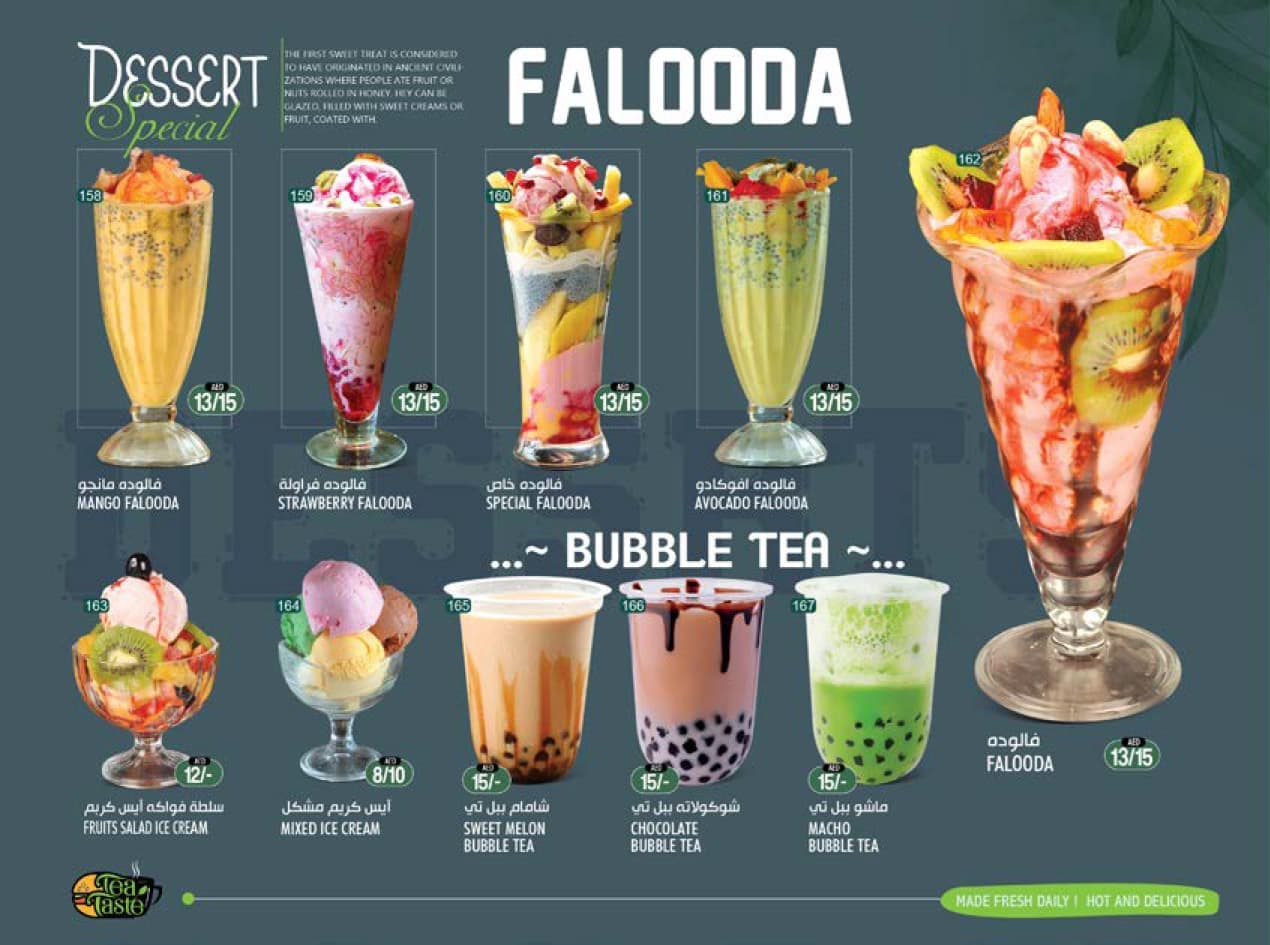 DESSERT
Special
THE FIRST SWEET TREAT IS CONSIDERED
TO HAVE ORIGINATED IN ANCIENT CIVILI-
ZATIONS WHERE PEOPLE ATE FRUIT OR
NUTS ROLLED IN HONEY. HEY CAN BE
GLAZED, FILLED WITH SWEET CREAMS OR
FRUIT, COATED WITH.
FALOODA
158
AED
13/15
فالوده مانجو
MANGO FALOODA
159
AED
13/15
فالوده فراولة
STRAWBERRY FALOODA
160
AED
13/15
فالوده خاص
SPECIAL FALOODA
161
AED
13/15
فالوده افوكادو
AVOCADO FALOODA
162
فالوده
FALOODA
AED
13/15
DESSETS
...~ BUBBLE TEA ~...
163
AED
12/-
سلطة فواكه آيس كريم
FRUITS SALAD ICE CREAM
164
AED
8/10
آيس كريم مشكل
MIXED ICE CREAM
165
AED
15/-
شامام ببل تي
SWEET MELON
BUBBLE TEA
166
AED
15/-
شوكولاته ببل تي
CHOCOLATE
BUBBLE TEA
167
AED
15/-
ماشو ببل تي
MACHO
BUBBLE TEA
Tea
Taste
MADE FRESH DAILY ! HOT AND DELICIOUS